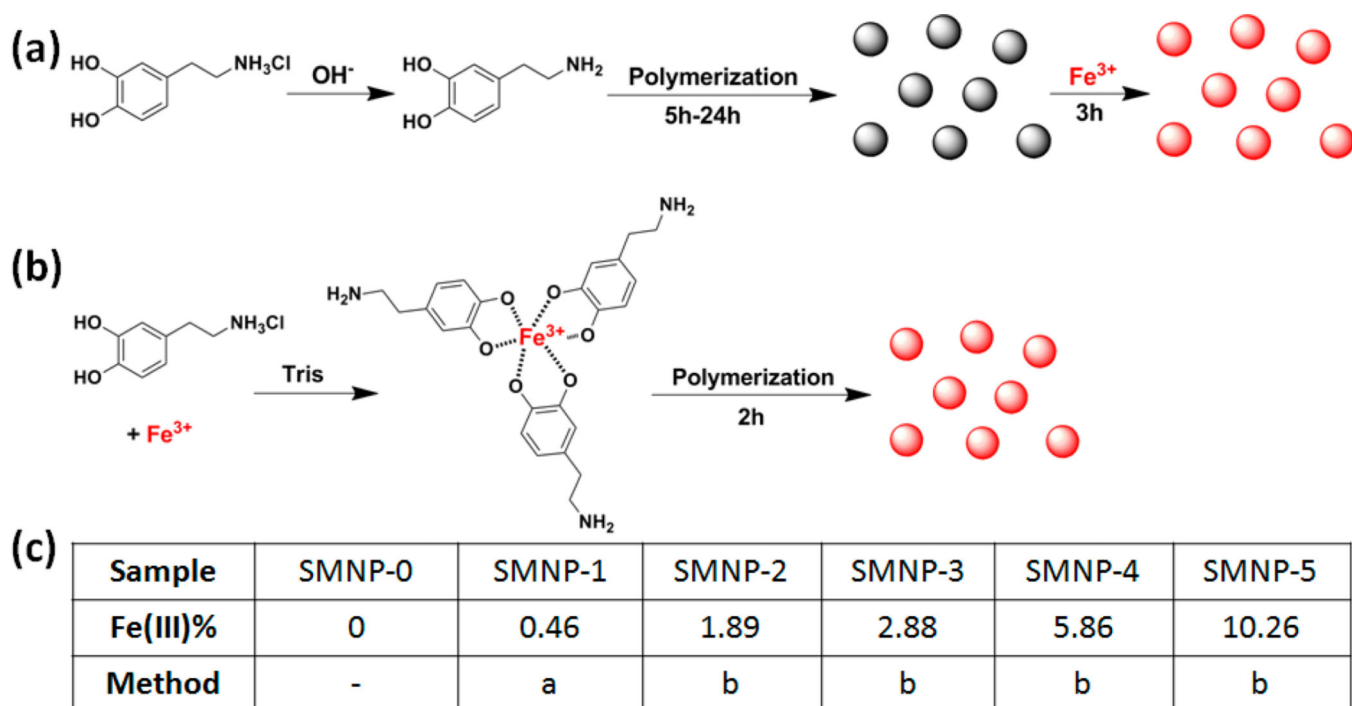 (a)
HO
HO
NH₃Cl
OH⁻
HO
HO
NH₂
Polymerization
5h-24h
Fe³⁺
3h
(b)
HO
HO
NH₃Cl
+ Fe³⁺
Tris
NH₂
H₂N
O
O
O
O
Fe³⁺
O
O
NH₂
Polymerization
2h
(c)
Sample SMNP-0 SMNP-1 SMNP-2 SMNP-3 SMNP-4 SMNP-5
Fe(III)% 0 0.46 1.89 2.88 5.86 10.26
Method - a b b b b